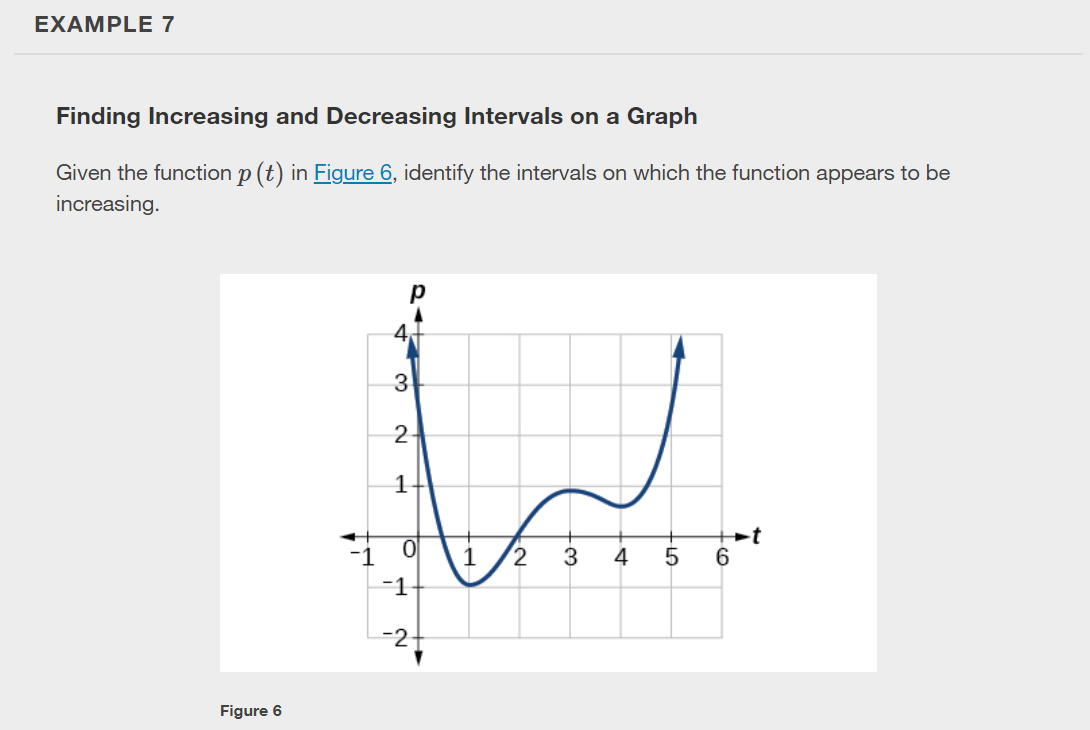 EXAMPLE 7
Finding Increasing and Decreasing Intervals on a Graph
Given the function p (t) in Figure 6, identify the intervals on which the function appears to be
increasing.
p
4
3
2
1
t
-1 0 1 2 3 4 5 6
-1
-2
Figure 6